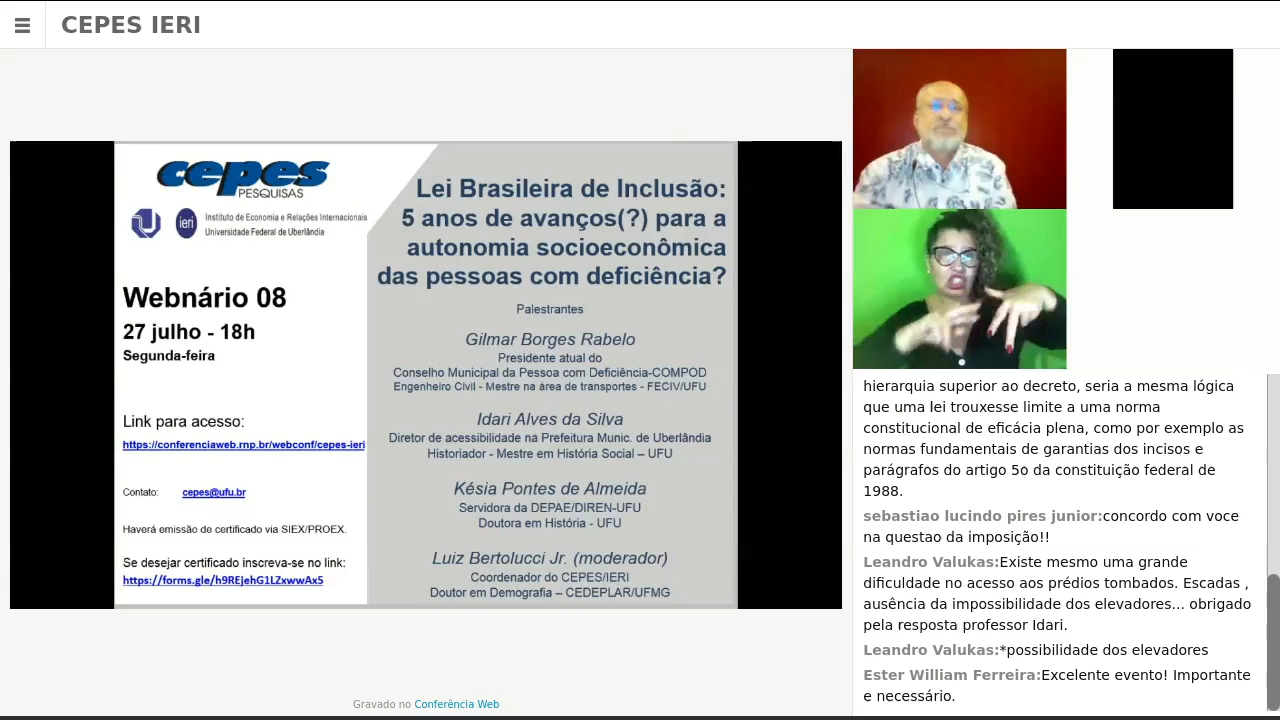 CEPES IERI
cepes
PESQUISAS
ieri
Instituto de Economia e Relações Internacionais
Universidade Federal de Uberlândia
Webnário 08
27 julho - 18h
Segunda-feira
Link para acesso:
https://conferenciaweb.rnp.br/webconf/cepes-ieri
Contato: cepes@ufu.br
Haverá emissão de certificado via SIEX/PROEX.
Se desejar certificado inscreva-se no link:
https://forms.gle/h9REjehG1LZxwwAx5
Lei Brasileira de Inclusão:
5 anos de avanços(?) para a
autonomia socioeconômica
das pessoas com deficiência?
Palestrantes
Gilmar Borges Rabelo
Presidente atual do
Conselho Municipal da Pessoa com Deficiência-COMPOD
Engenheiro Civil - Mestre na área de transportes - FECIV/UFU
Idari Alves da Silva
Diretor de acessibilidade na Prefeitura Munic. de Uberlândia
Historiador - Mestre em História Social – UFU
Késia Pontes de Almeida
Servidora da DEPAE/DIREN-UFU
Doutora em História - UFU
Luiz Bertolucci Jr. (moderador)
Coordenador do CEPES/IERI
Doutor em Demografia – CEDEPLAR/UFMG
hierarquia superior ao decreto, seria a mesma lógica
que uma lei trouxesse limite a uma norma
constitucional de eficácia plena, como por exemplo as
normas fundamentais de garantias dos incisos e
parágrafos do artigo 5o da constituição federal de
1988.
sebastiao lucindo pires junior:concordo com voce
na questao da imposição!!
Leandro Valukas:Existe mesmo uma grande
dificuldade no acesso aos prédios tombados. Escadas ,
ausência da impossibilidade dos elevadores... obrigado
pela resposta professor Idari.
Leandro Valukas:*possibilidade dos elevadores
Ester William Ferreira:Excelente evento! Importante
e necessário.
Gravado no Conferência Web